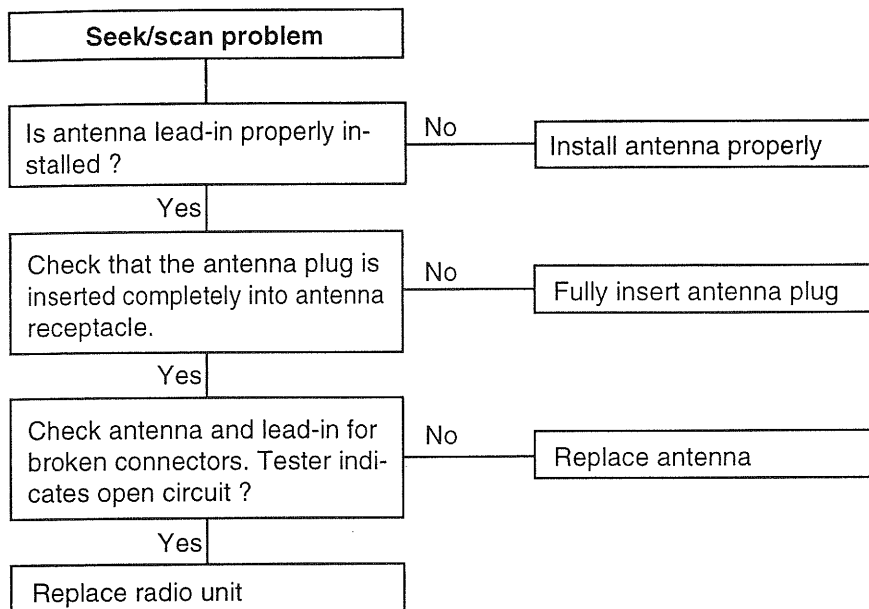 Seek/scan problem
Is antenna lead-in properly in-
stalled ?
No
Install antenna properly
Yes
Check that the antenna plug is
inserted completely into antenna
receptacle.
No
Fully insert antenna plug
Yes
Check antenna and lead-in for
broken connectors. Tester indi-
cates open circuit ?
No
Replace antenna
Yes
Replace radio unit